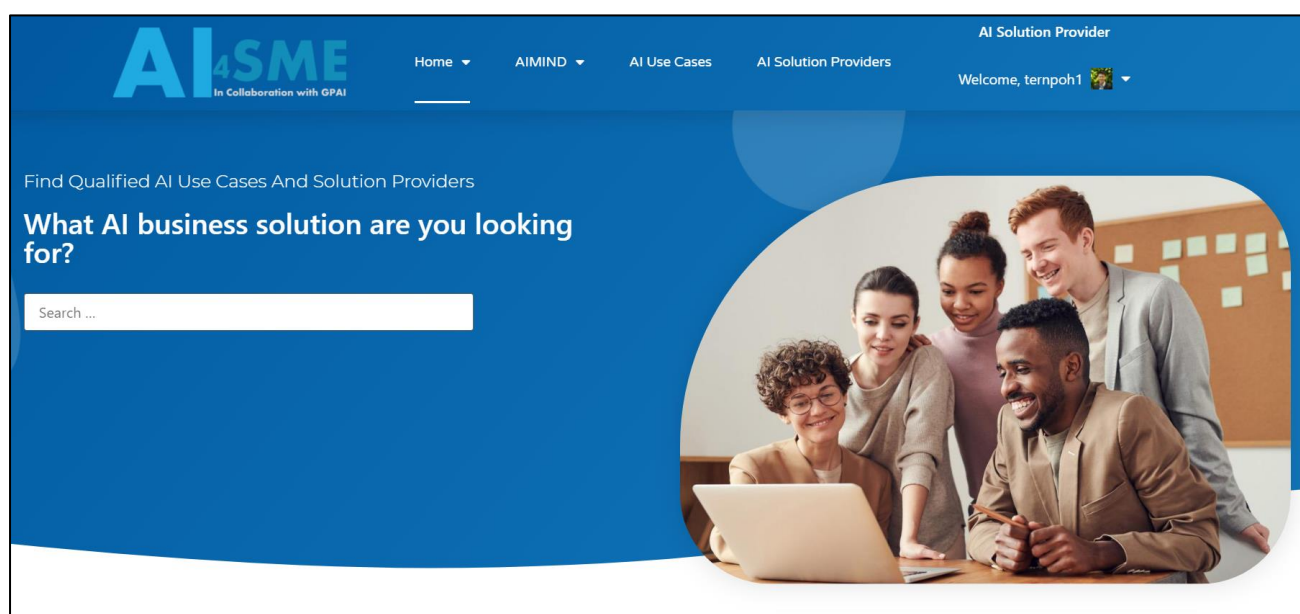 AI4SME
In Collaboration with GPAI
Home
AIMIND
AI Use Cases
AI Solution Providers
AI Solution Provider
Welcome, ternpoh1
Find Qualified AI Use Cases And Solution Providers
What AI business solution are you looking
for?
Search ...